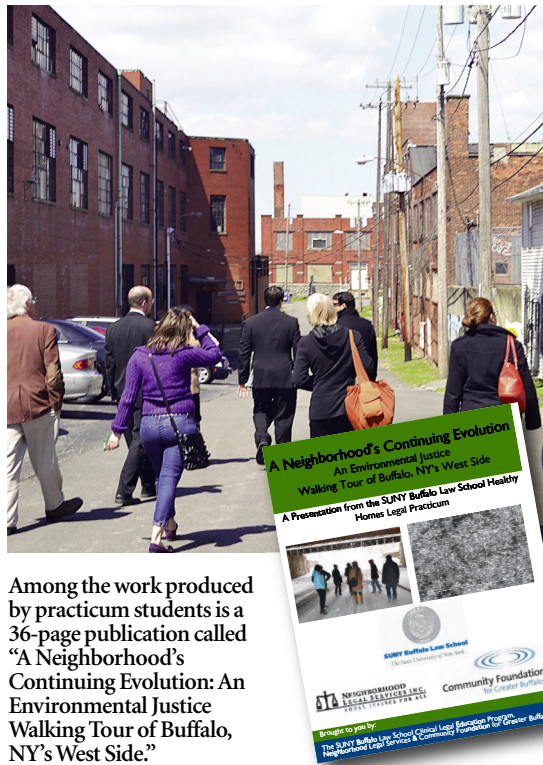 A Neighborhood's Continuing Evolution
An Environmental Justice
Walking Tour of Buffalo, NY's West Side
A Presentation from the SUNY Buffalo Law School Healthy
Homes Legal Practicum
SUNY Buffalo Law School
The State University of New York
NEIGHBORHOOD
LEGAL SERVICES INC.
EQUAL JUSTICE FOR ALL
Community Foundation
for Greater Buffalo
Brought to you by:
The SUNY Buffalo Law School Clinical Legal Education Program,
Neighborhood Legal Services & Community Foundation for Greater Buffalo
Among the work produced
by practicum students is a
36-page publication called
“A Neighborhood’s
Continuing Evolution: An
Environmental Justice
Walking Tour of Buffalo,
NY’s West Side.”